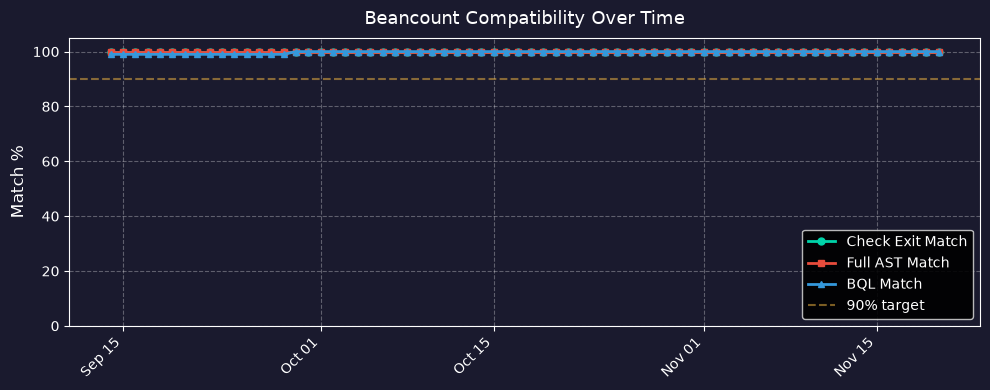 Beancount Compatibility Over Time
Match %
100
80
60
40
20
0
Check Exit Match
Full AST Match
BQL Match
90% target
Sep 15
Oct 01
Oct 15
Nov 01
Nov 15